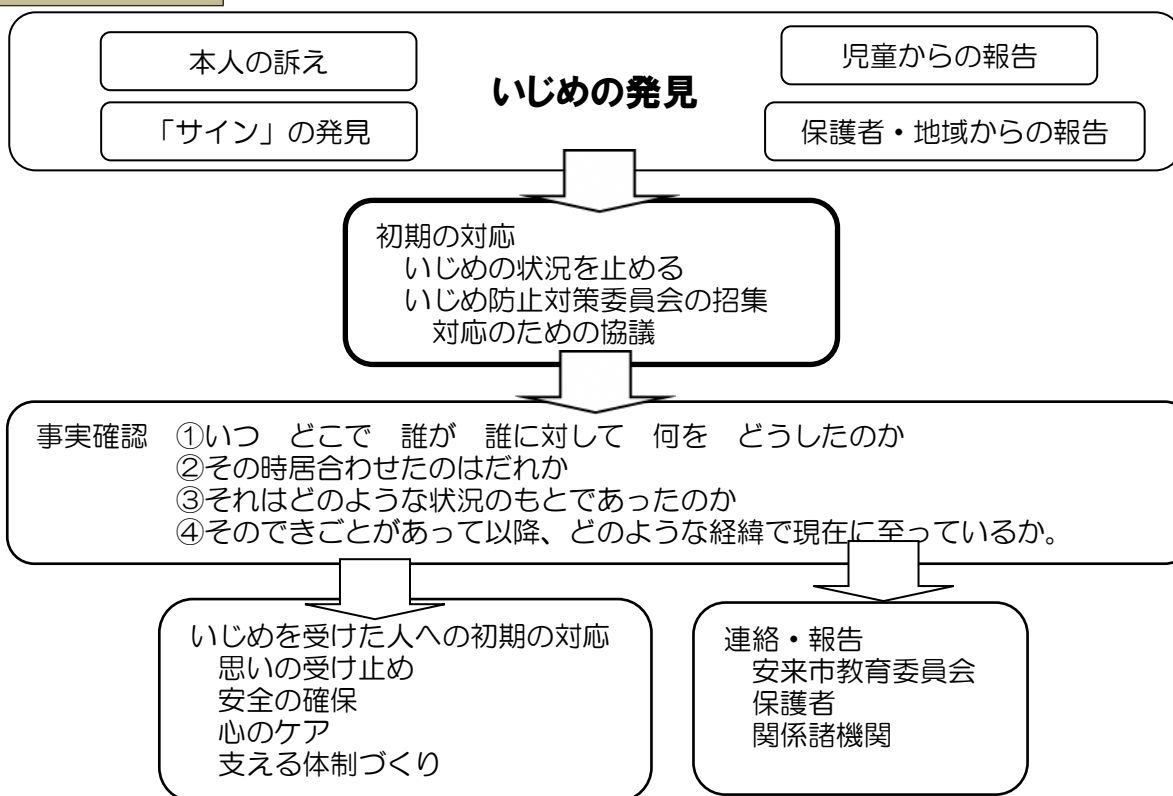 本人の訴え
児童からの報告
いじめの発見
「サイン」の発見
保護者・地域からの報告
初期の対応
いじめの状況を止める
いじめ防止対策委員会の招集
対応のための協議
事実確認　①いつ　どこで　誰が　誰に対して　何を　どうしたのか
②その時居合わせたのはだれか
③それはどのような状況のもとであったのか
④そのできごとがあって以降、どのような経緯で現在に至っているか。
いじめを受けた人への初期の対応
思いの受け止め
安全の確保
心のケア
支える体制づくり
連絡・報告
安来市教育委員会
保護者
関係諸機関